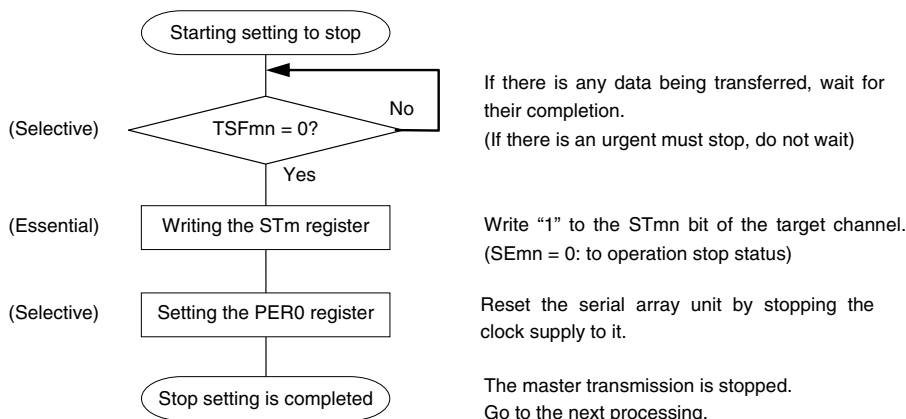 Starting setting to stop
No
If there is any data being transferred, wait for
their completion.
(Selective)
TSFmn = 0?
(If there is an urgent must stop, do not wait)
Yes
(Essential)
Writing the STm register
Write “1” to the STmn bit of the target channel.
(SEmn = 0: to operation stop status)
(Selective)
Setting the PER0 register
Reset the serial array unit by stopping the
clock supply to it.
Stop setting is completed
The master transmission is stopped.
Go to the next processing.